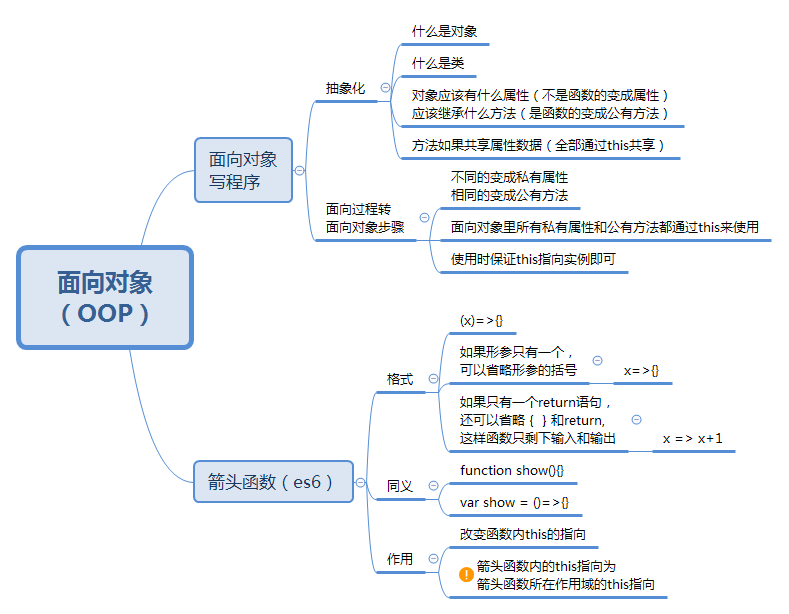 面向对象
（OOP）
面向对象
写程序
抽象化
什么是对象
什么是类
对象应该有什么属性（不是函数的变成属性）
应该继承什么方法（是函数的变成公有方法）
方法如果共享属性数据（全部通过this共享）
面向过程转
面向对象步骤
不同的变成私有属性
相同的变成公有方法
面向对象里所有私有属性和公有方法都通过this来使用
使用时保证this指向实例即可
箭头函数（es6）
格式
(x)=>{}
如果形参只有一个，
可以省略形参的括号
x=>{}
如果只有一个return语句，
还可以省略｛｝和return,
这样函数只剩下输入和输出
x => x+1
同义
function show(){}
var show = ()=>{}
作用
改变函数内this的指向
箭头函数内的this指向为
箭头函数所在作用域的this指向